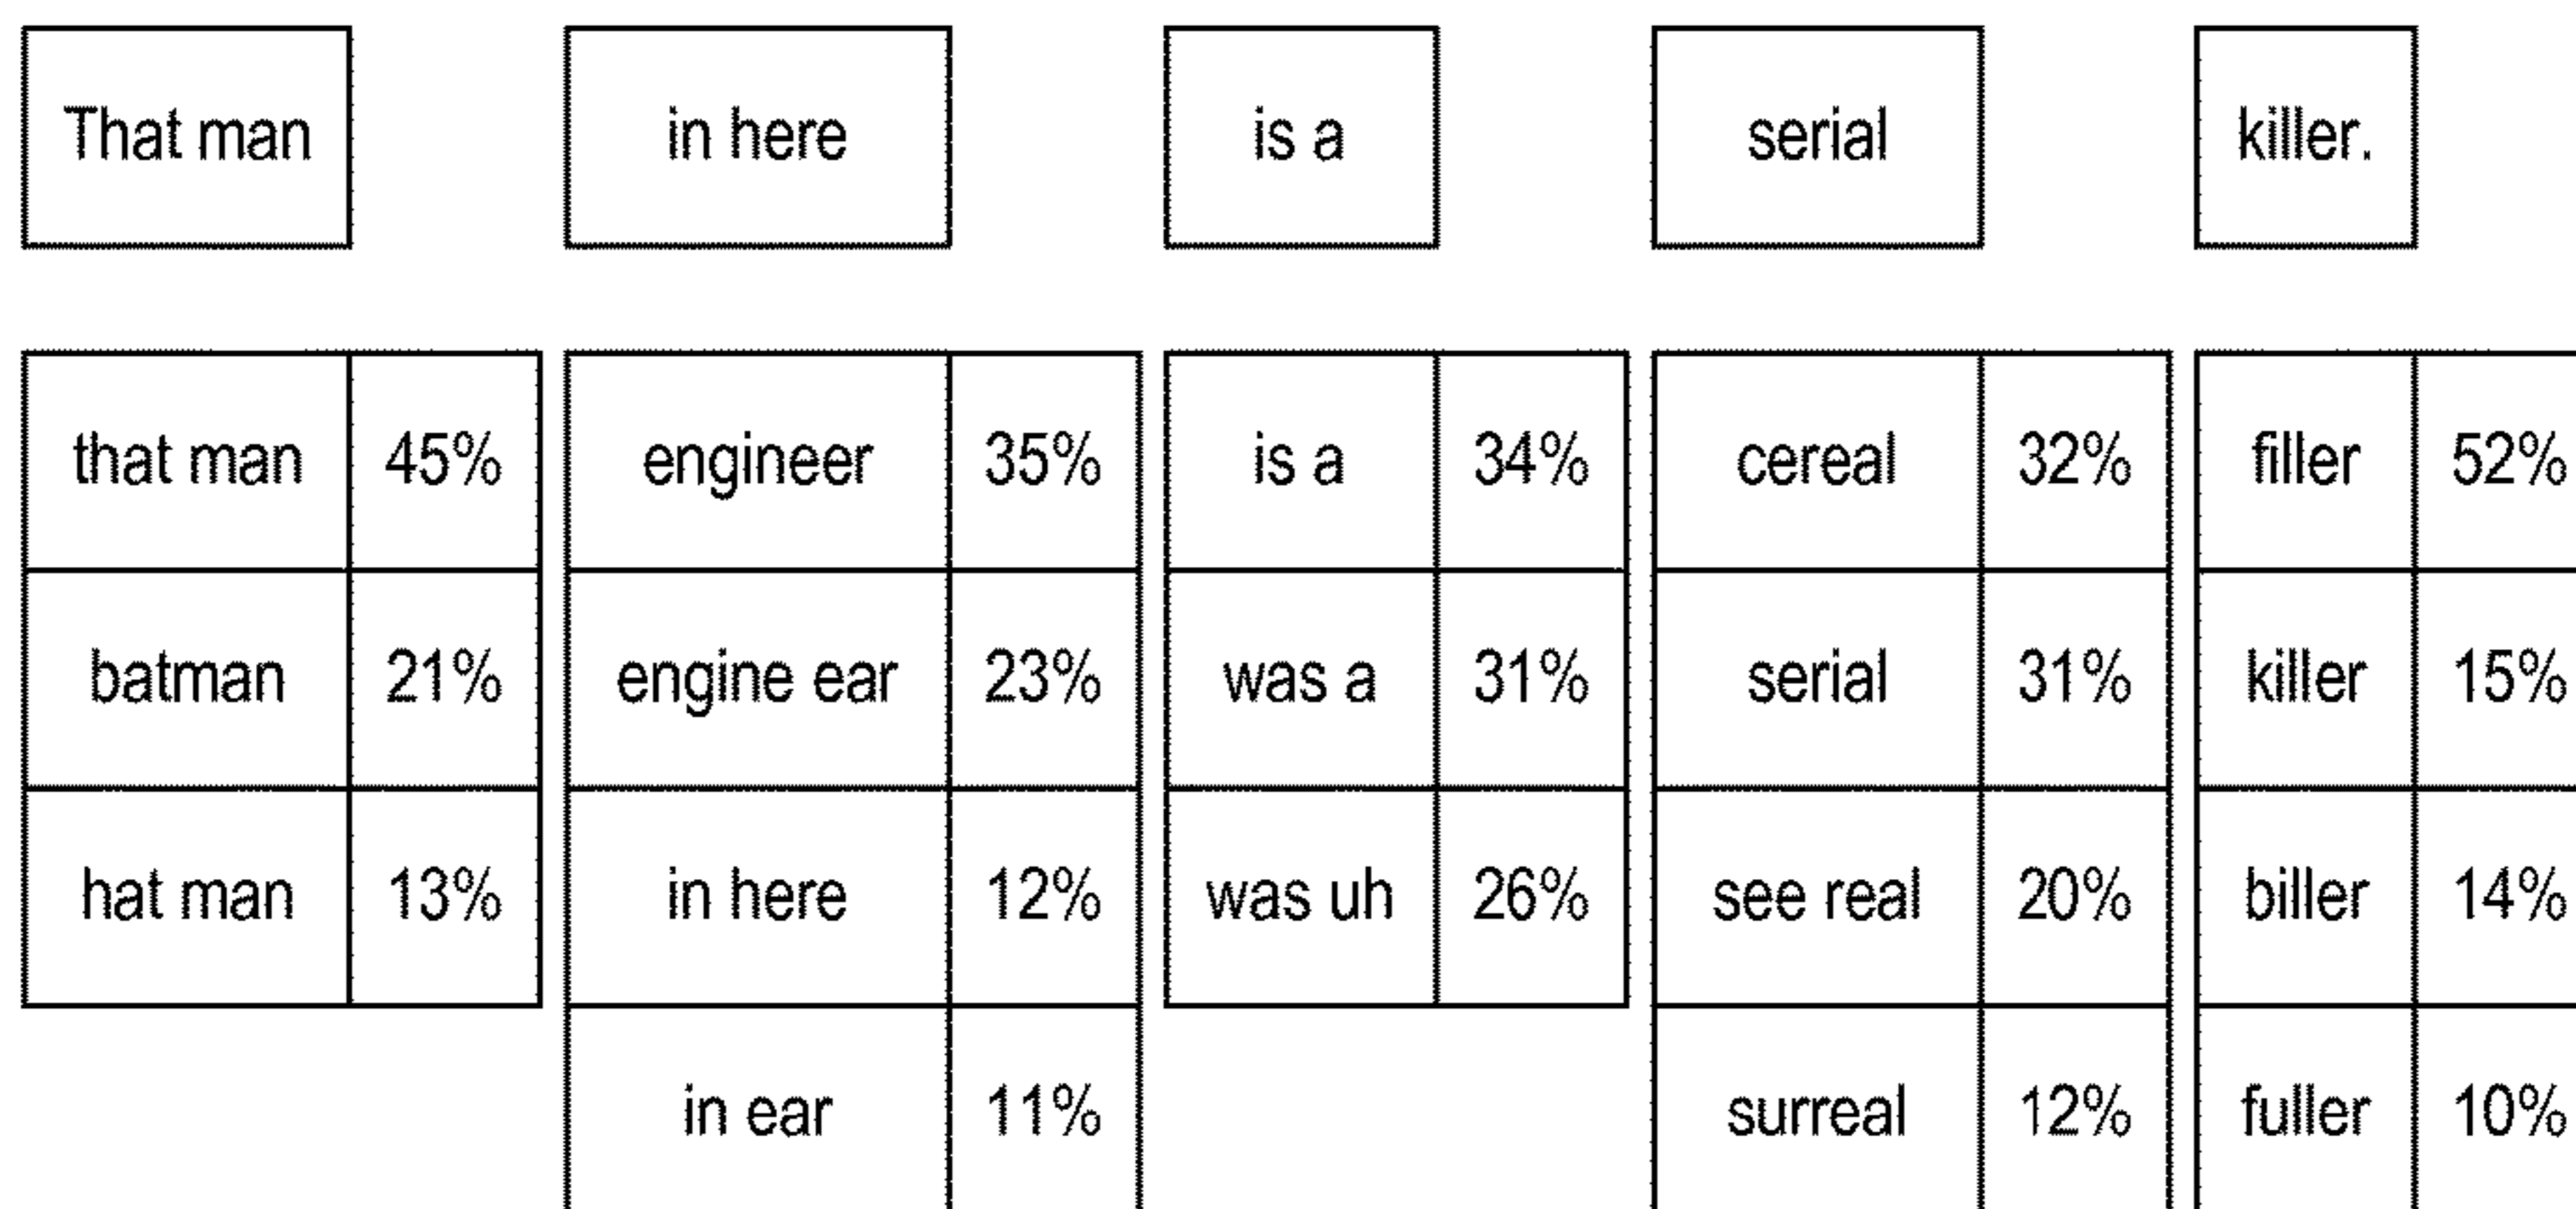 That man in here is a serial killer.
that man 45% engineer 35% is a 34% cereal 32% filler 52%
batman 21% engine ear 23% was a 31% serial 31% killer 15%
hat man 13% in here 12% was uh 26% see real 20% biller 14%
in ear 11% surreal 12% fuller 10%